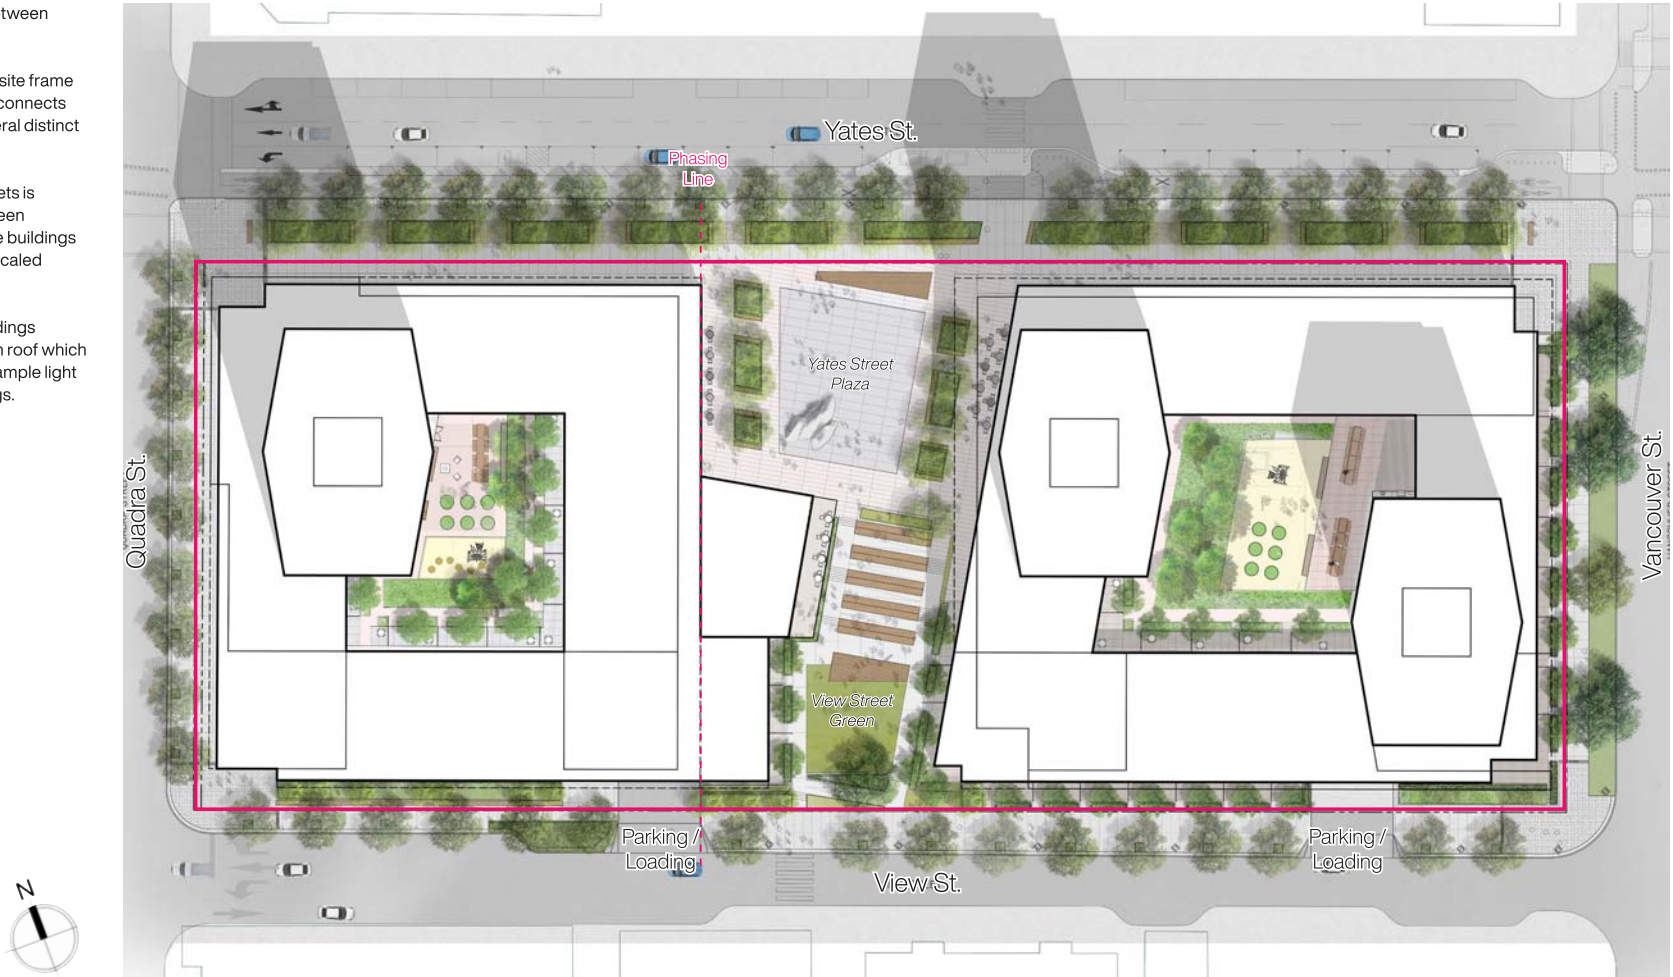 tween
site frame
connects
eral distinct
ets is
een
e buildings
caled
dings
n roof which
ample light
gs.
Yates St.
Phasing
Line
Yates Street
Plaza
Quadra St.
Vancouver St.
View Street
Green
Parking /
Loading
Parking /
Loading
View St.
N